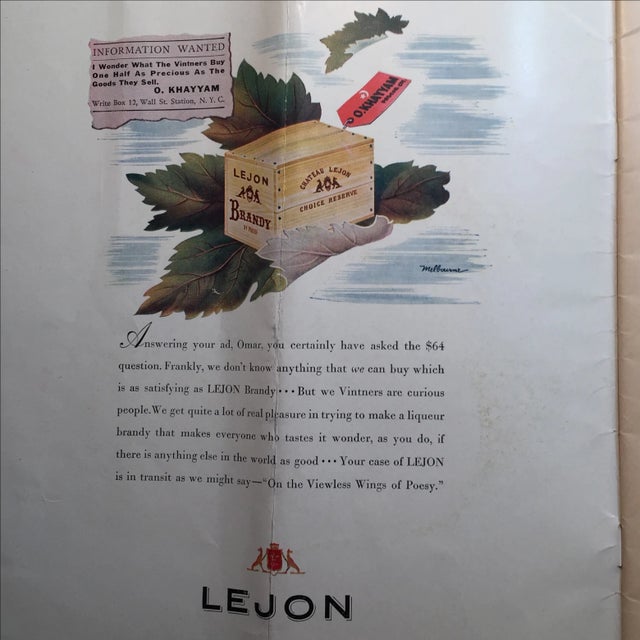 INFORMATION WANTED
I Wonder What The Vintners Buy
One Half As Precious As The
Goods They Sell.
O. KHAYYAM
Write Box 12, Wall St. Station, N. Y. C.
O. KHAYYAM
LEJON
BRANDY
CHATEAU LEJON
CHOICE RESERVE
Melbourne
Answering your ad, Omar, you certainly have asked the $64
question. Frankly, we don't know anything that we can buy which
is as satisfying as LEJON Brandy••• But we Vintners are curious
people. We get quite a lot of real pleasure in trying to make a liqueur
brandy that makes everyone who tastes it wonder, as you do, if
there is anything else in the world as good••• Your case of LEJON
is in transit as we might say—"On the Viewless Wings of Poesy."
LEJON